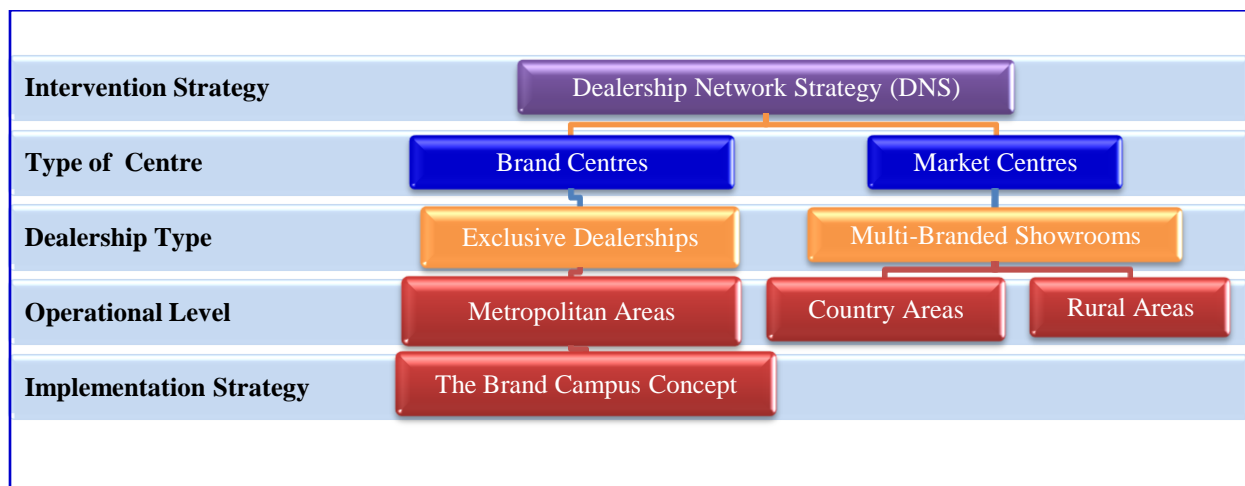 Intervention Strategy
Dealership Network Strategy (DNS)
Type of Centre
Brand Centres
Market Centres
Dealership Type
Exclusive Dealerships
Multi-Branded Showrooms
Operational Level
Metropolitan Areas
Country Areas
Rural Areas
Implementation Strategy
The Brand Campus Concept